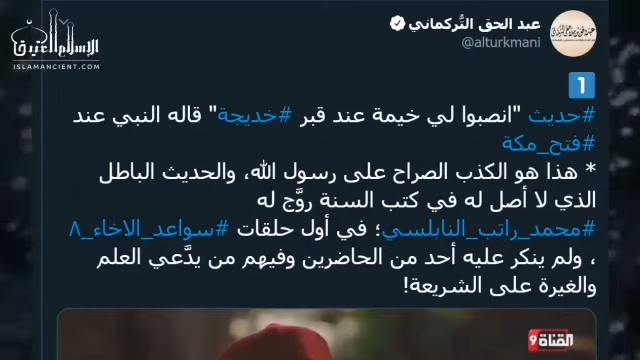 الإسلام العتيق
ISLAMANCIENT.COM
عبد الحق التُركماني
@alturkmani
1
#حديث "انصبوا لي خيمة عند قبر #خديجة" قاله النبي عند
#فتح_مكة
* هذا هو الكذب الصراح على رسول الله، والحديث الباطل
الذي لا أصل له في كتب السنة روَّج له
#محمد_راتب_النابلسي؛ في أول حلقات #سواعد_الاخاء_٨
، ولم ينكر عليه أحد من الحاضرين وفيهم من يدَّعي العلم
والغيرة على الشريعة!
القناة 9